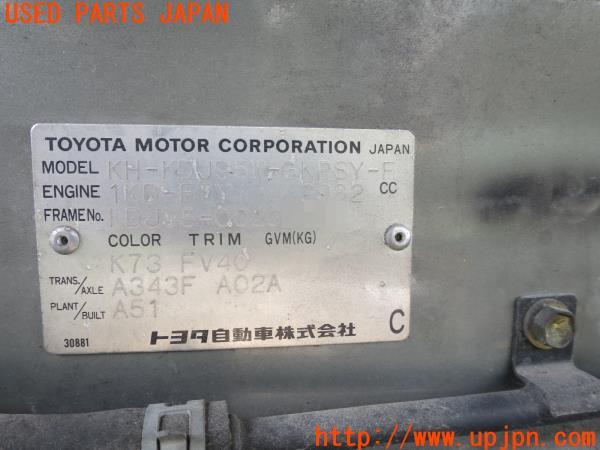 USED PARTS JAPAN
TOYOTA MOTOR CORPORATION JAPAN
MODEL
ENGINE CC
FRAME No.
COLOR TRIM GVM(KG)
K73 FV40
TRANS./AXLE A343F A02A
PLANT/BUILT A51
トヨタ自動車株式会社 C
30881
http://www.upjpn.com